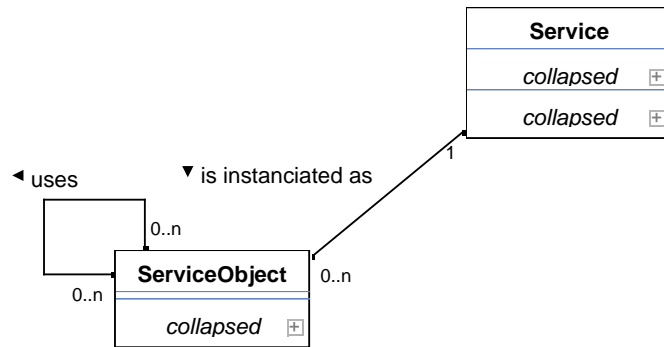 Service
collapsed
collapsed
1
◄ uses
▼ is instanciated as
0..n
ServiceObject
0..n
0..n
collapsed